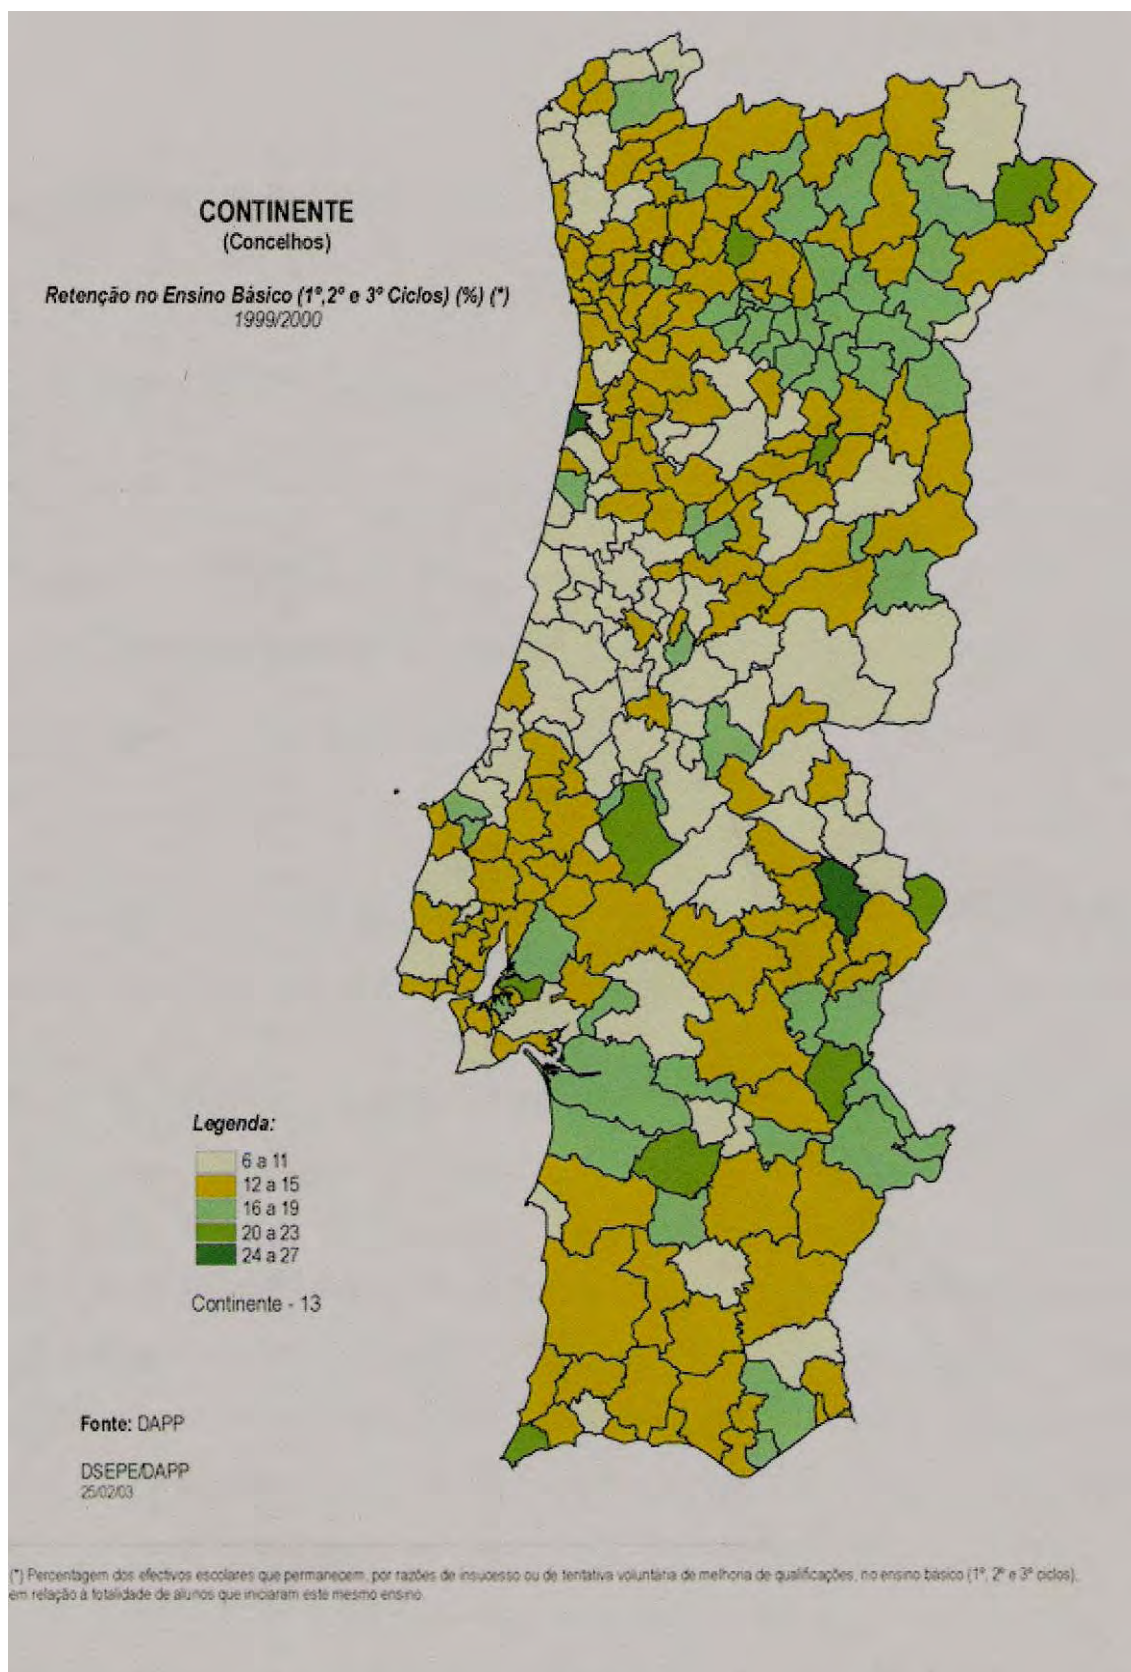 CONTINENTE
(Concelhos)
Retenção no Ensino Básico (1º,2º e 3º Ciclos) (%) (*)
1999/2000
Legenda:
6 a 11
12 a 15
16 a 19
20 a 23
24 a 27
Continente - 13
Fonte: DAPP
DSEPE/DAPP
25/02/03
(*) Percentagem dos efectivos escolares que permanecem, por razões de insucesso ou de tentativa voluntária de melhoria de qualificações, no ensino básico (1º, 2º e 3º ciclos),
em relação à totalidade de alunos que iniciaram este mesmo ensino.